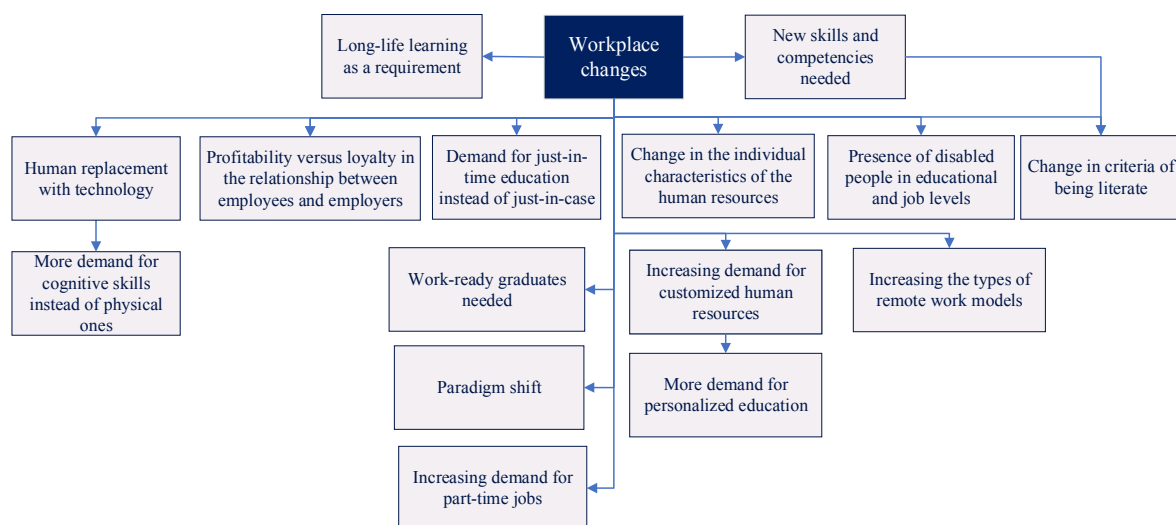 Long-life learning
as a requirement
Workplace
changes
New skills and
competencies
needed
Human replacement
with technology
Profitability versus loyalty in
the relationship between
employees and employers
Demand for just-in-
time education
instead of just-in-case
Change in the individual
characteristics of the
human resources
Presence of disabled
people in educational
and job levels
Change in criteria of
being literate
More demand for
cognitive skills
instead of physical
ones
Work-ready graduates
needed
Increasing demand for
customized human
resources
Increasing the types of
remote work models
Paradigm shift
More demand for
personalized education
Increasing demand for
part-time jobs